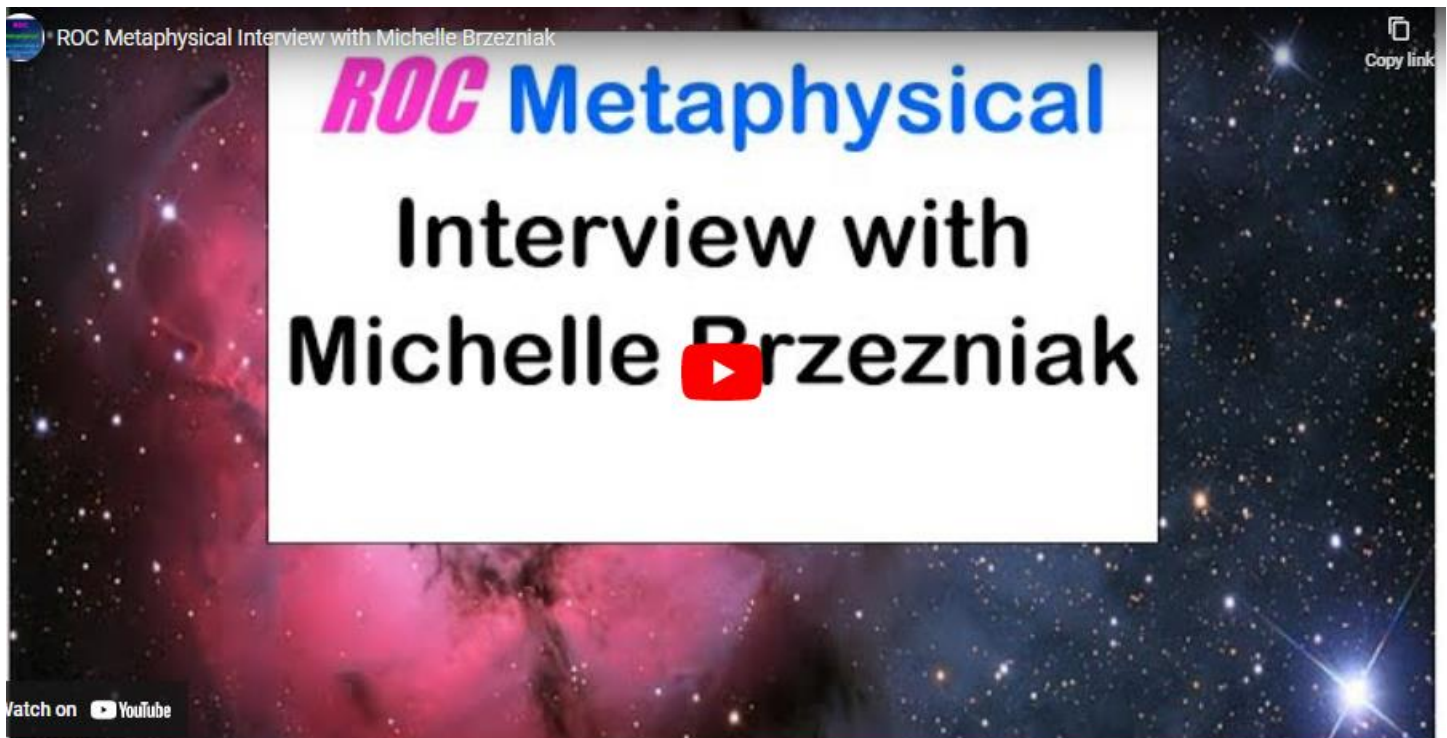 ROC Metaphysical Interview with Michelle Brzezniak
Copy link
ROC Metaphysical
Interview with
Michelle Brzezniak
Watch on YouTube